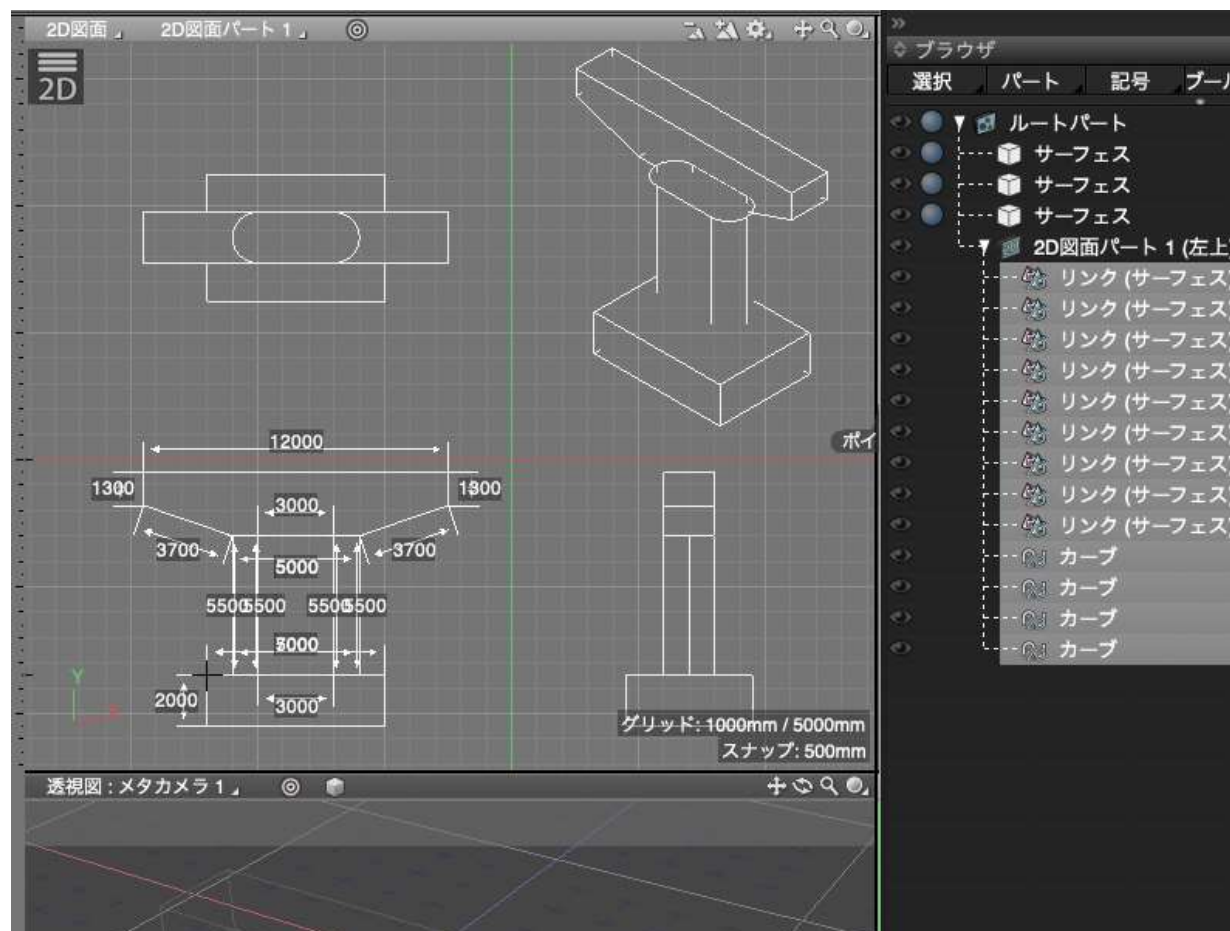 2D図面
2D図面パート 1
2D
ブラウザ
選択
パート
記号
ルートパート
サーフェス
サーフェス
サーフェス
2D図面パート 1 (左上
リンク (サーフェス
リンク (サーフェス
リンク (サーフェス
リンク (サーフェス
リンク (サーフェス
リンク (サーフェス
リンク (サーフェス
リンク (サーフェス
リンク (サーフェス
カーブ
カーブ
カーブ
カーブ
12000
ポイ
1300
3000
3700
3700
5000
5500
5500
5500
5500
2000
3000
Y
グリッド: 1000mm / 5000mm
スナップ: 500mm
透視図 : メタカメラ 1